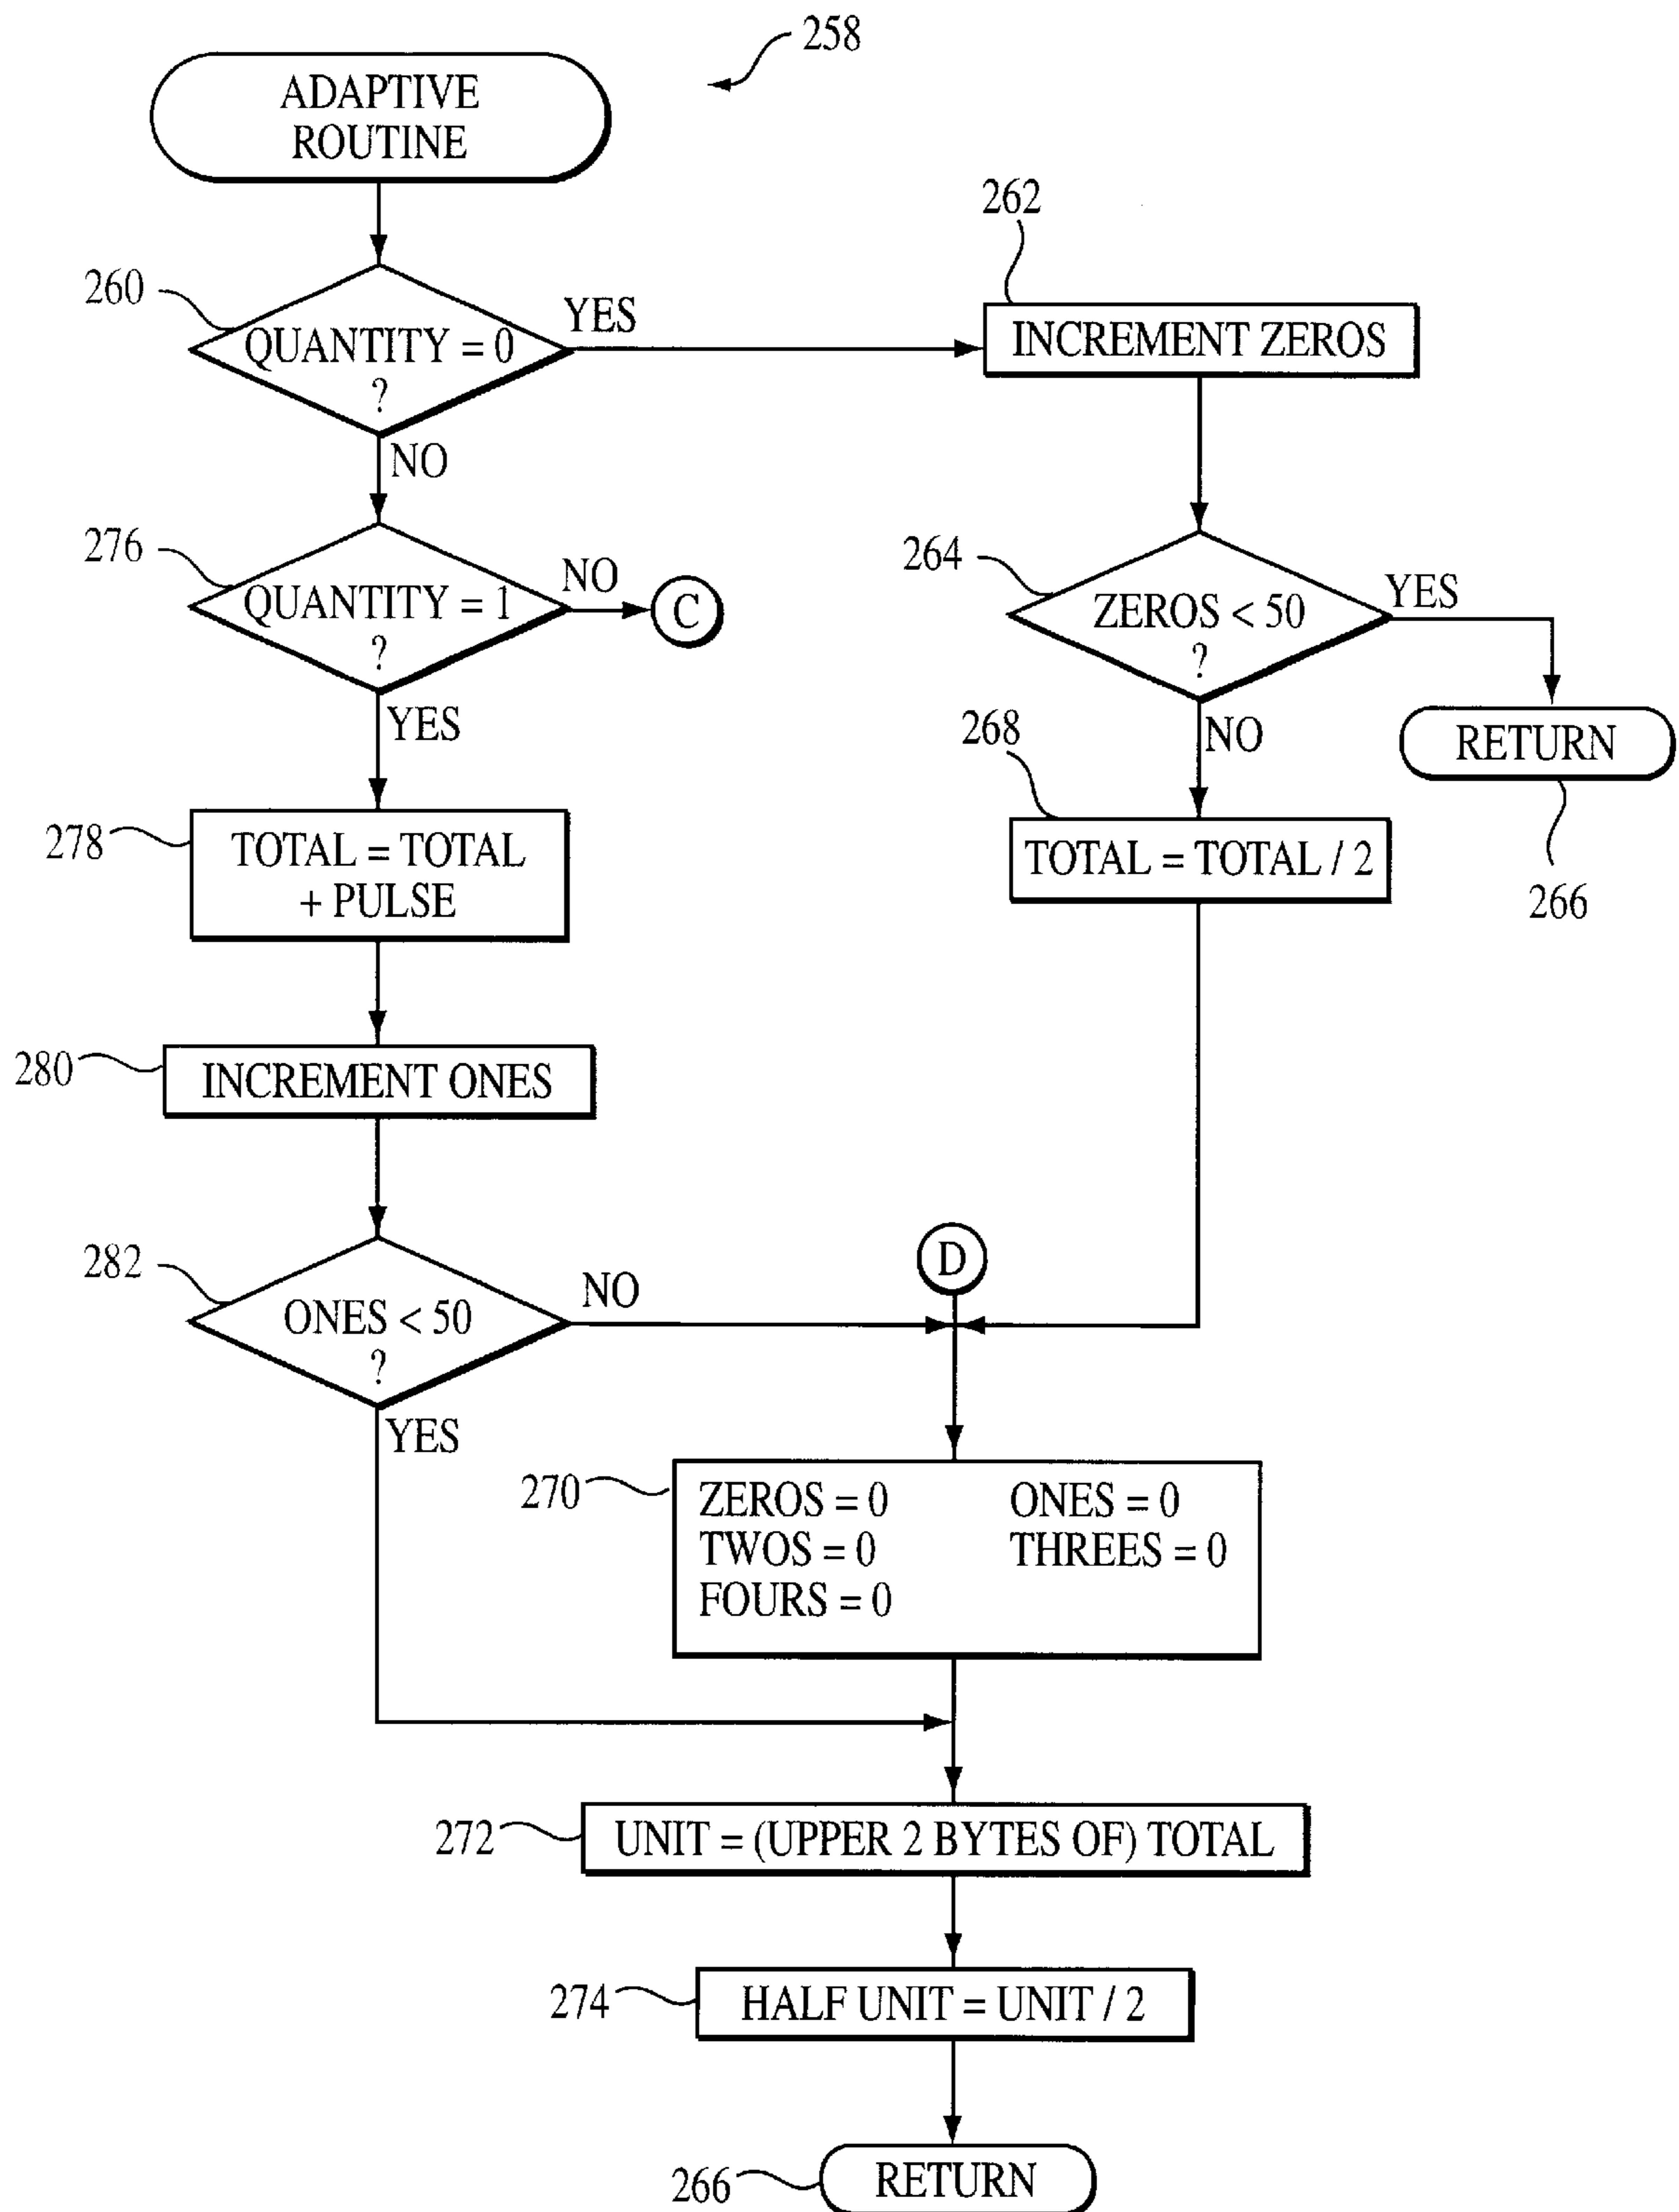 258
ADAPTIVE
ROUTINE
262
260
QUANTITY = 0
?
YES
INCREMENT ZEROS
NO
276
QUANTITY = 1
?
NO
C
264
ZEROS < 50
?
YES
YES
268
NO
RETURN
278
TOTAL = TOTAL
+ PULSE
TOTAL = TOTAL / 2
266
280
INCREMENT ONES
282
ONES < 50
?
NO
D
YES
270
ZEROS = 0 ONES = 0
TWOS = 0 THREES = 0
FOURS = 0
272
UNIT = (UPPER 2 BYTES OF) TOTAL
274
HALF UNIT = UNIT / 2
266
RETURN